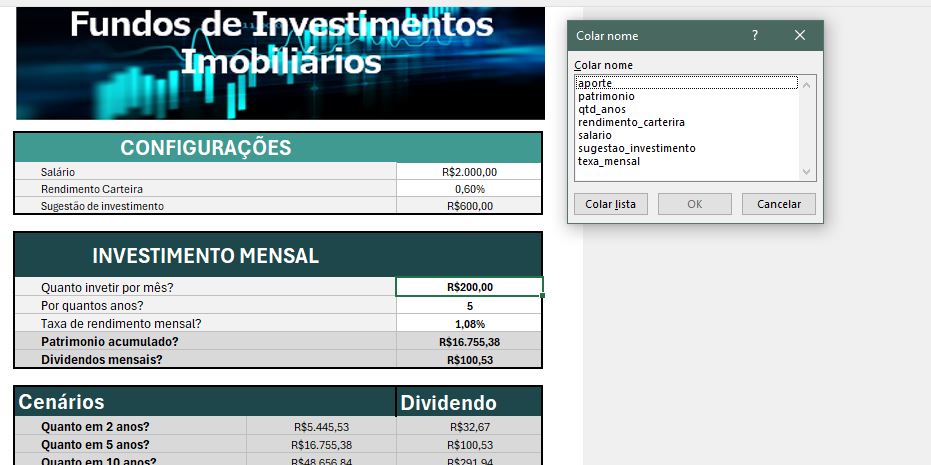 Fundos de Investimentos
Imobiliários
CONFIGURAÇÕES
Salário R$2.000,00
Rendimento Carteira 0,60%
Sugestão de investimento R$600,00
INVESTIMENTO MENSAL
Quanto invetir por mês? R$200,00
Por quantos anos? 5
Taxa de rendimento mensal? 1,08%
Patrimonio acumulado? R$16.755,38
Dividendos mensais? R$100,53
Cenários Dividendo
Quanto em 2 anos? R$5.445,53 R$32,67
Quanto em 5 anos? R$16.755,38 R$100,53
Quanto em 10 anos? R$48.656,84 R$291,94
Colar nome ?
Colar nome
aporte
patrimonio
qtd_anos
rendimento_carterira
salario
sugestao_investimento
texa_mensal
Colar lista OK Cancelar